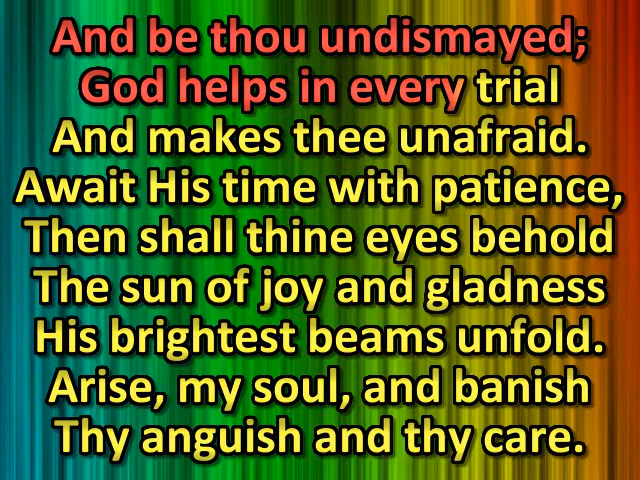 And be thou undismayed;
God helps in every trial
And makes thee unafraid.
Await His time with patience,
Then shall thine eyes behold
The sun of joy and gladness
His brightest beams unfold.
Arise, my soul, and banish
Thy anguish and thy care.